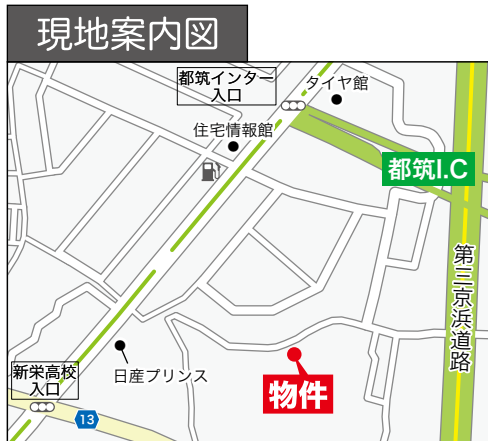 現地案内図
都筑インター
入口
タイヤ館
住宅情報館
都筑I.C
第三京浜道路
物件
日産プリンス
新栄高校
入口
13